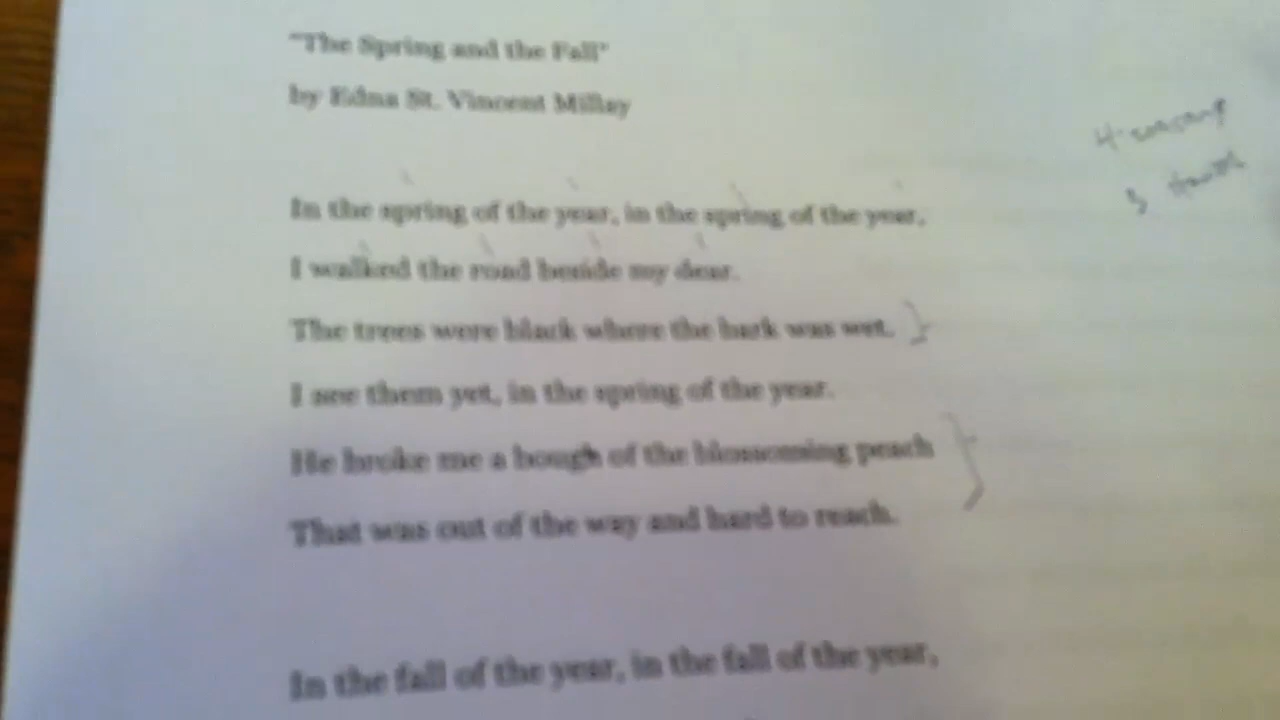 "The Spring and the Fall"
by Edna St. Vincent Millay
In the spring of the year, in the spring of the year,
I walked the road beside my dear.
The trees were black where the bark was wet.
I see them yet, in the spring of the year.
He broke me a bough of the blossoming peach
That was out of the way and hard to reach.
In the fall of the year, in the fall of the year,